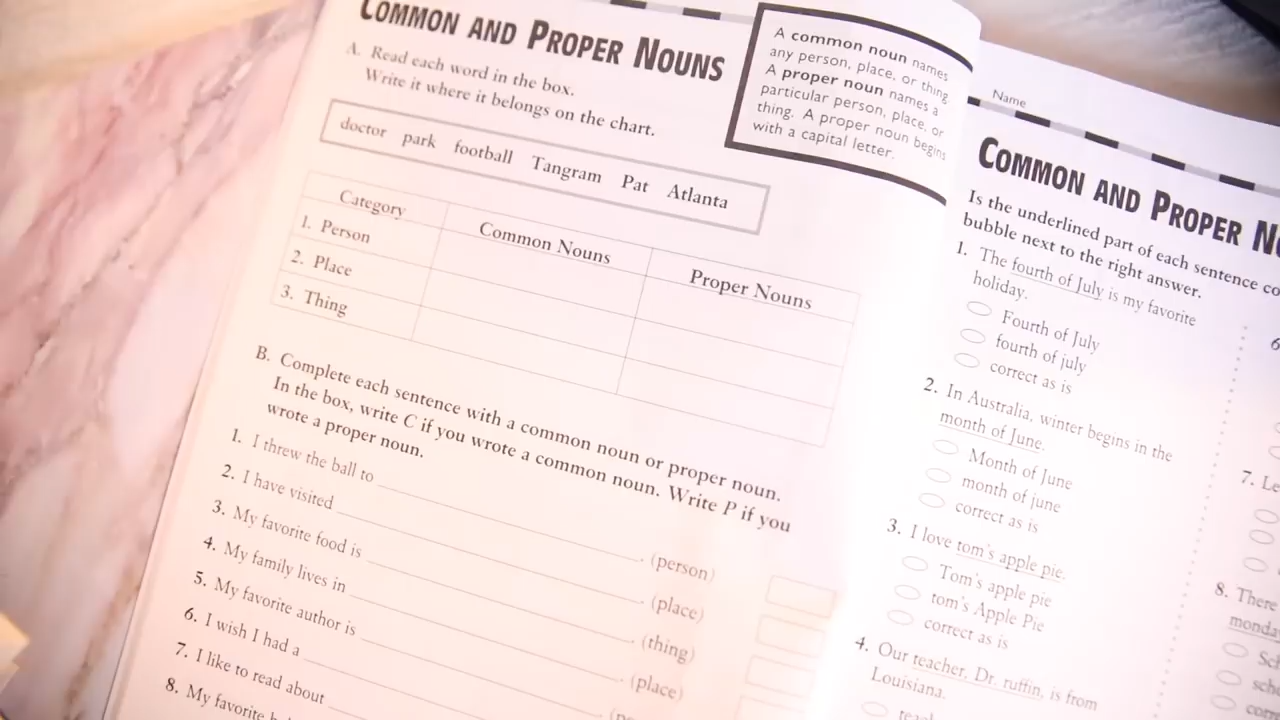 COMMON AND PROPER NOUNS
A common noun names
any person, place, or thing
A proper noun names a
particular person, place, or
thing. A proper noun begins
with a capital letter.
A. Read each word in the box.
Write it where it belongs on the chart.
doctor park football Tangram Pat Atlanta
Category Common Nouns Proper Nouns
1. Person
2. Place
3. Thing
B. Complete each sentence with a common noun or proper noun.
In the box, write C if you wrote a common noun. Write P if you
wrote a proper noun.
1. I threw the ball to . (person)
2. I have visited . (place)
3. My favorite food is . (thing)
4. My family lives in . (place)
5. My favorite author is
6. I wish I had a
7. I like to read about
8. My favorite
Name
COMMON AND PROPER
Is the underlined part of each sentence
bubble next to the right answer.
1. The fourth of July is my favorite
holiday.
Fourth of July
fourth of july
correct as is
2. In Australia, winter begins in the
month of June.
Month of June
month of june
correct as is
3. I love tom's apple pie.
Tom's apple pie
tom's Apple Pie
correct as is
4. Our teacher, Dr. ruffin, is from
Louisiana.
6
7. Le
8. There
monda